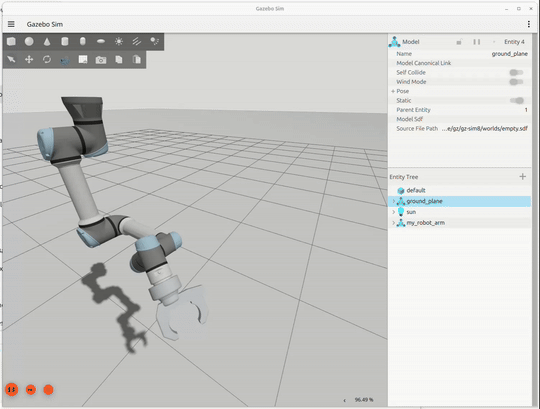 Gazebo Sim
Gazebo Sim
Model
Entity 4
Name ground_plane
Model Canonical Link
Self Collide
Wind Mode
Pose
Static
Parent Entity 1
Model Sdf
Source File Path ...e/gz/gz-sim8/worlds/empty.sdf
Entity Tree
default
ground_plane
sun
my_robot_arm
96.49 %